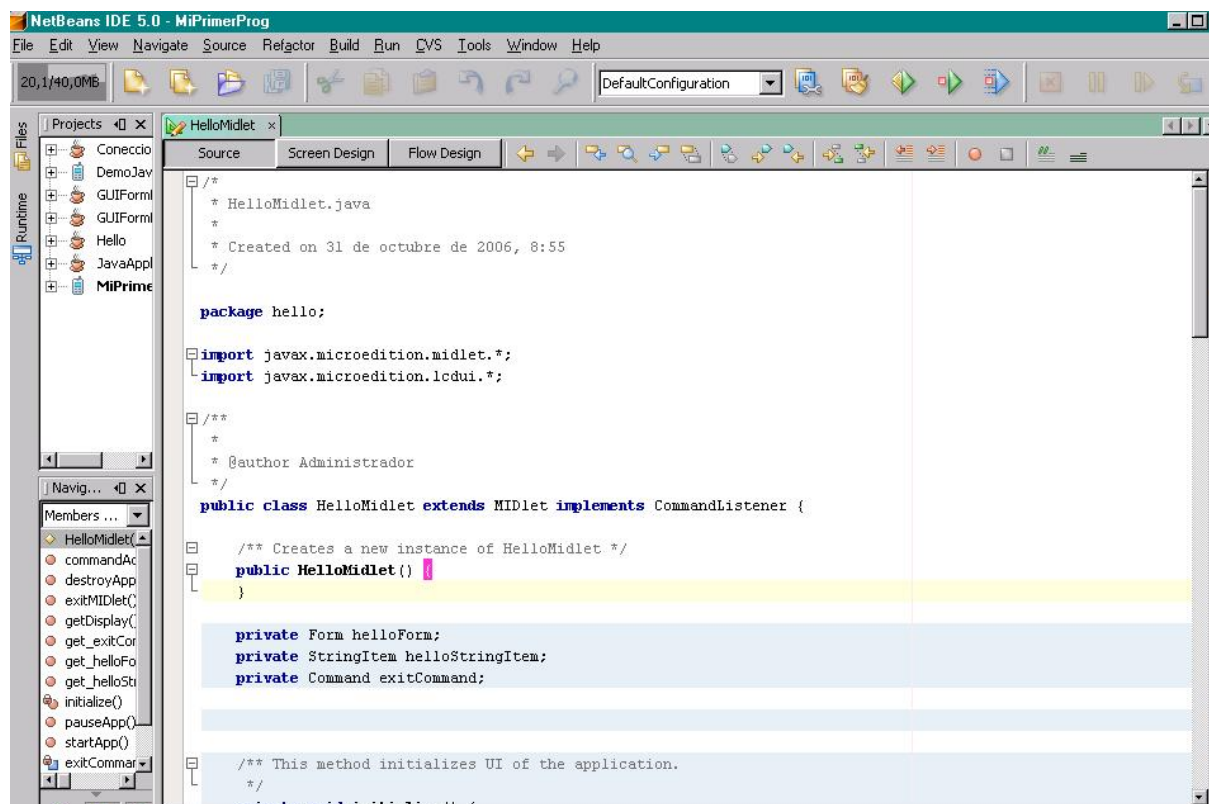 NetBeans IDE 5.0 - MiPrimerProg
File Edit View Navigate Source Refactor Build Run CVS Tools Window Help
20,1/40,0MB DefaultConfiguration
Files
Runtime
Projects
Coneccio
DemoJav
GUIForm
GUIForm
Hello
JavaAppl
MiPrime
Navig...
Members ...
HelloMidlet(
commandAc
destroyApp
exitMIDlet()
getDisplay(
get_exitCor
get_helloFo
get_helloStr
initialize()
pauseApp()
startApp()
exitCommar
HelloMidlet
Source Screen Design Flow Design
/*
* HelloMidlet.java
*
* Created on 31 de octubre de 2006, 8:55
*/
package hello;
import javax.microedition.midlet.*;
import javax.microedition.lcdui.*;
/**
*
* @author Administrador
*/
public class HelloMidlet extends MIDlet implements CommandListener {
/** Creates a new instance of HelloMidlet */
public HelloMidlet() {
}
private Form helloForm;
private StringItem helloStringItem;
private Command exitCommand;
/** This method initializes UI of the application.
*/